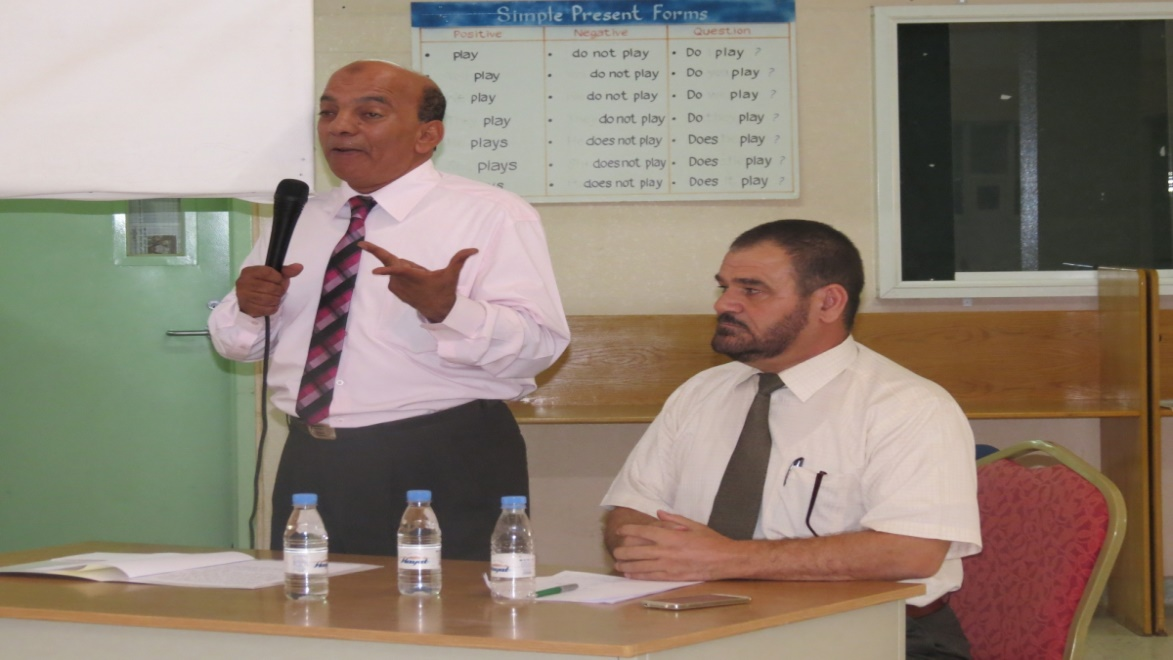 Simple Present Forms
Positive Negative Question
• play • do not play • Do play ?
play • do not play • Do play ?
play • do not play • Do play ?
play do not play • Do play ?
plays • does not play • Does play ?
plays does not play • Does play ?
does not play • Does play ?